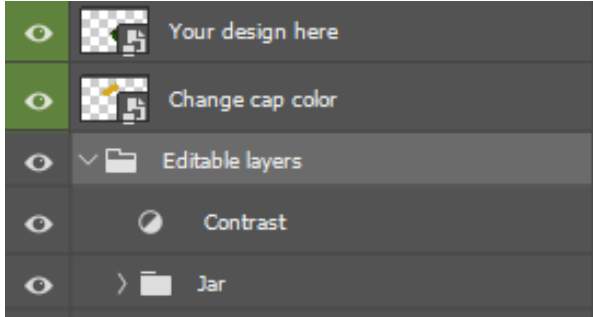 Your design here
Change cap color
Editable layers
Contrast
Jar